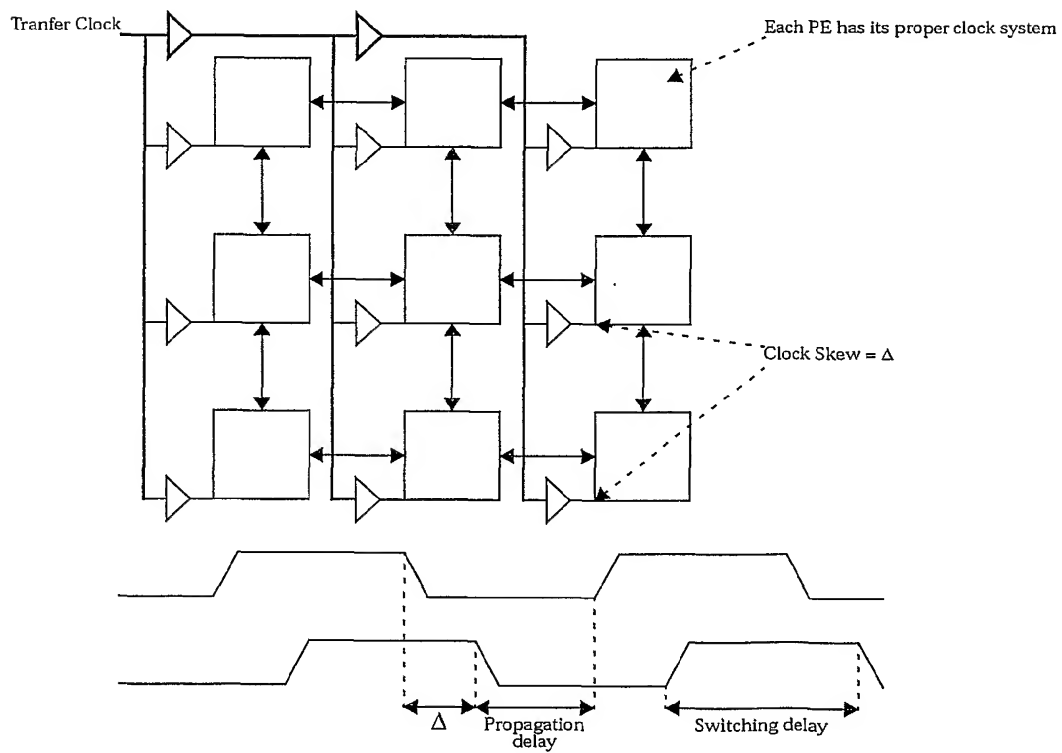 Tranfer Clock
Each PE has its proper clock system
Clock Skew = Δ
Δ
Propagation
delay
Switching delay